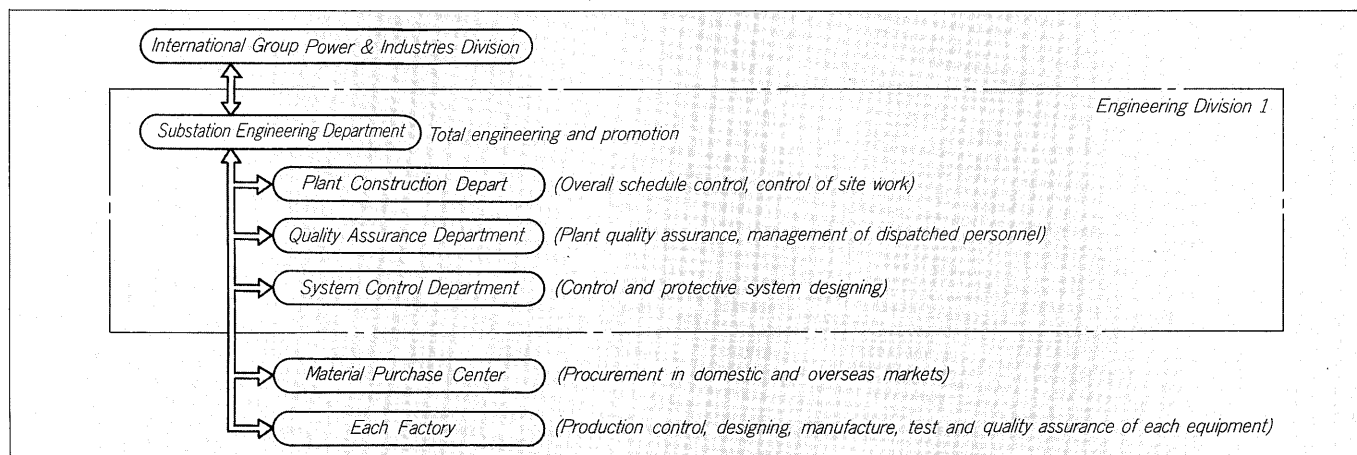 International Group Power & Industries Division
Engineering Division 1
Substation Engineering Department Total engineering and promotion
Plant Construction Depart (Overall schedule control, control of site work)
Quality Assurance Department (Plant quality assurance, management of dispatched personnel)
System Control Department (Control and protective system designing)
Material Purchase Center (Procurement in domestic and overseas markets)
Each Factory (Production control, designing, manufacture, test and quality assurance of each equipment)